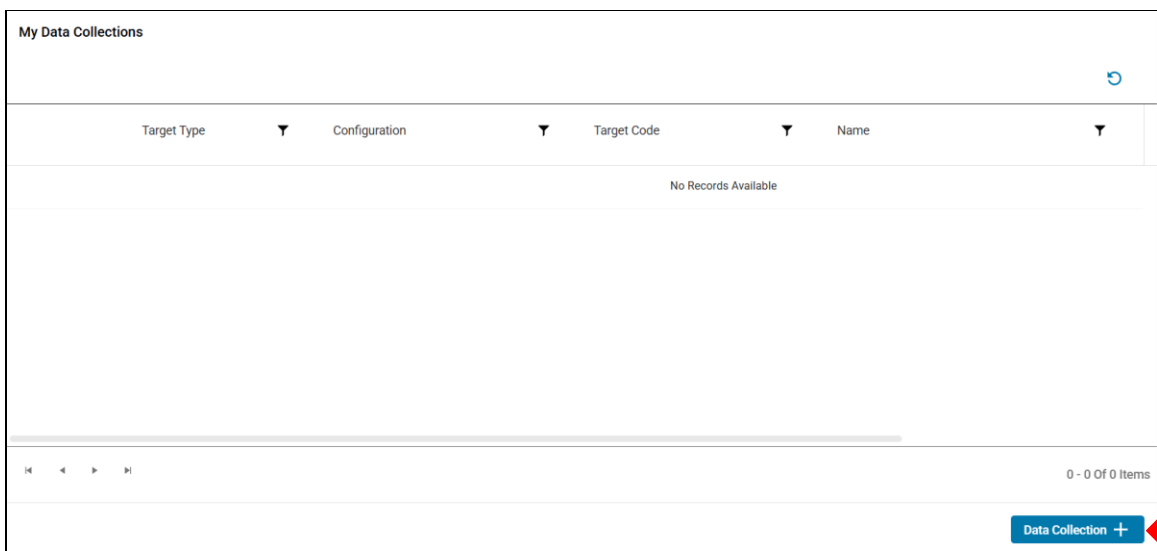 My Data Collections
Target Type Configuration Target Code Name
No Records Available
0 - 0 Of 0 Items
Data Collection +